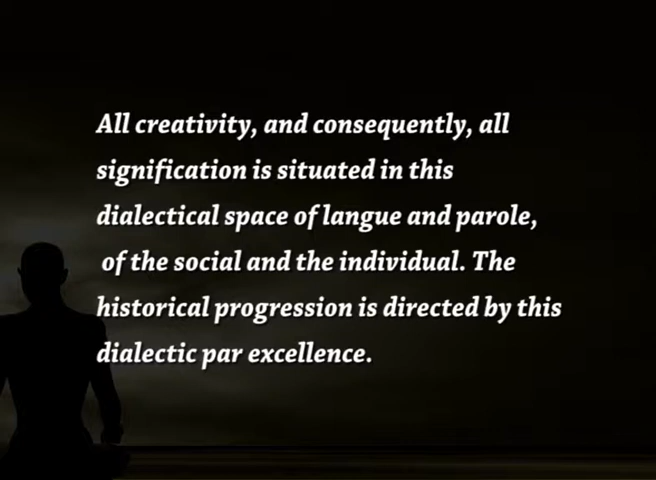 All creativity, and consequently, all
signification is situated in this
dialectical space of langue and parole,
of the social and the individual. The
historical progression is directed by this
dialectic par excellence.